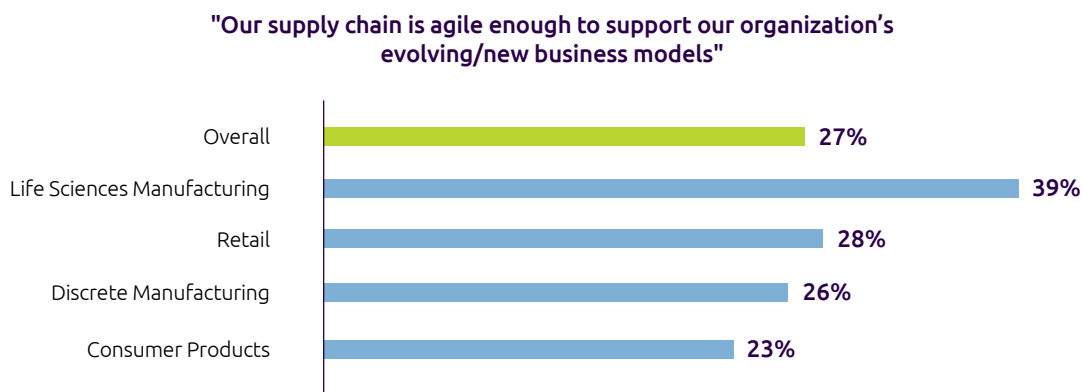 "Our supply chain is agile enough to support our organization’s
evolving/new business models"
Overall 27%
Life Sciences Manufacturing 39%
Retail 28%
Discrete Manufacturing 26%
Consumer Products 23%